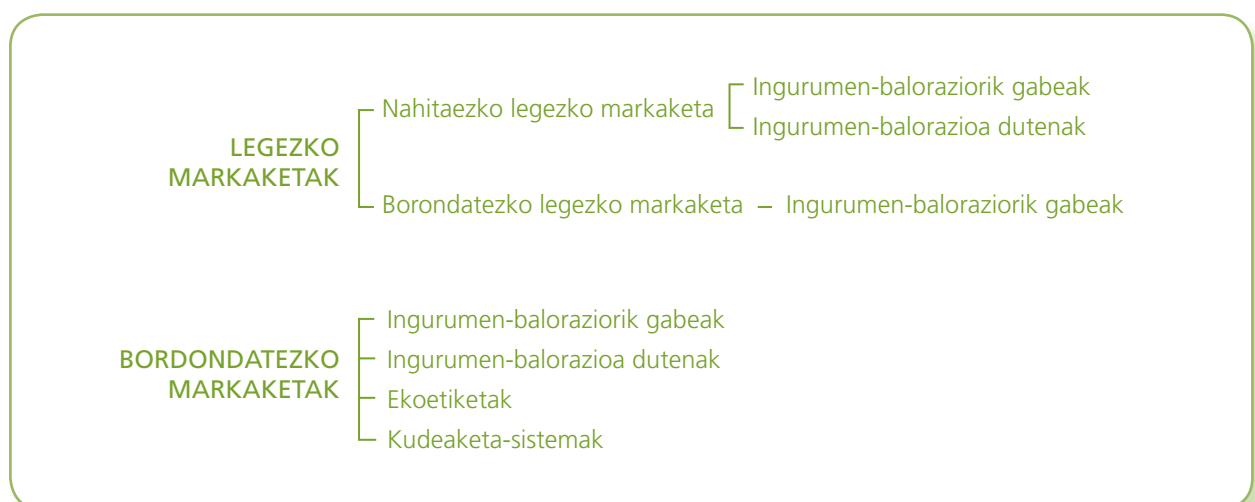 LEGEZKO
MARKAKETAK
Nahitaezko legezko markaketa
Ingurumen-baloraziorik gabeak
Ingurumen-balorazioa dutenak
Borondatezko legezko markaketa – Ingurumen-baloraziorik gabeak
BORDONDATEZKO
MARKAKETAK
Ingurumen-baloraziorik gabeak
Ingurumen-balorazioa dutenak
Ekoetiketak
Kudeaketa-sistemak